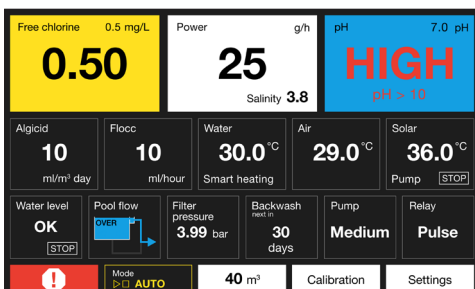 Free chlorine 0.5 mg/L
0.50
Power g/h
25
Salinity 3.8
pH 7.0 pH
HIGH
pH > 10
Algicid
10
ml/m³ day
Flocc
10
ml/hour
Water
30.0°C
Smart heating
Air
29.0°C
Solar
36.0°C
Pump STOP
Water level
OK
STOP
Pool flow
OVER
Filter
pressure
3.99 bar
Backwash
next in
30
days
Pump
Medium
Relay
Pulse
!
Mode
AUTO
40 m³
Calibration
Settings